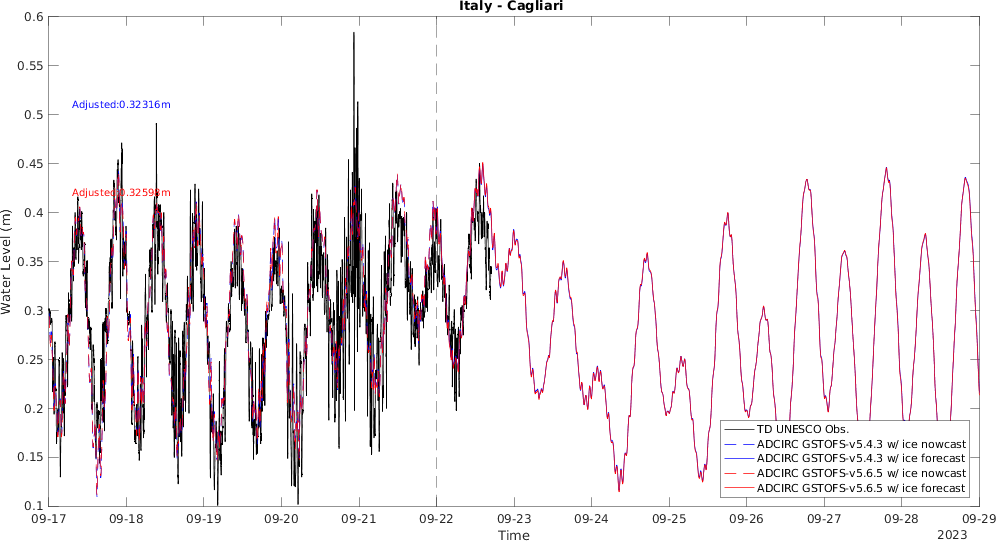 Italy - Cagliari
0.6
0.55
0.5
0.45
0.4
0.35
0.3
0.25
0.2
0.15
0.1
Water Level (m)
Adjusted:0.32316m
Adjusted:0.32598m
TD UNESCO Obs.
ADCIRC GSTOFS-v5.4.3 w/ ice nowcast
ADCIRC GSTOFS-v5.4.3 w/ ice forecast
ADCIRC GSTOFS-v5.6.5 w/ ice nowcast
ADCIRC GSTOFS-v5.6.5 w/ ice forecast
09-17 09-18 09-19 09-20 09-21 09-22 09-23 09-24 09-25 09-26 09-27 09-28 09-29
Time
2023